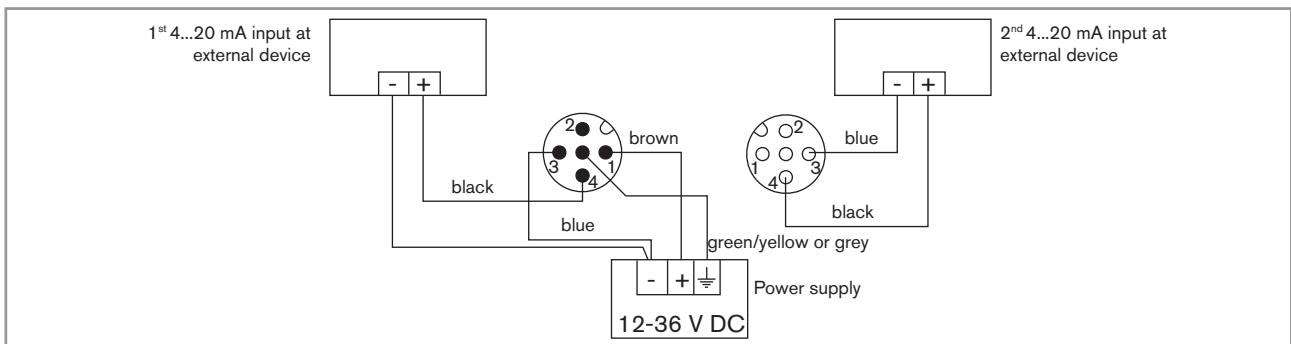 1st 4...20 mA input at
external device
- +
2nd 4...20 mA input at
external device
- +
2
brown
3
1
4
black
blue
2
blue
1
3
4
black
green/yellow or grey
- +
Power supply
12-36 V DC